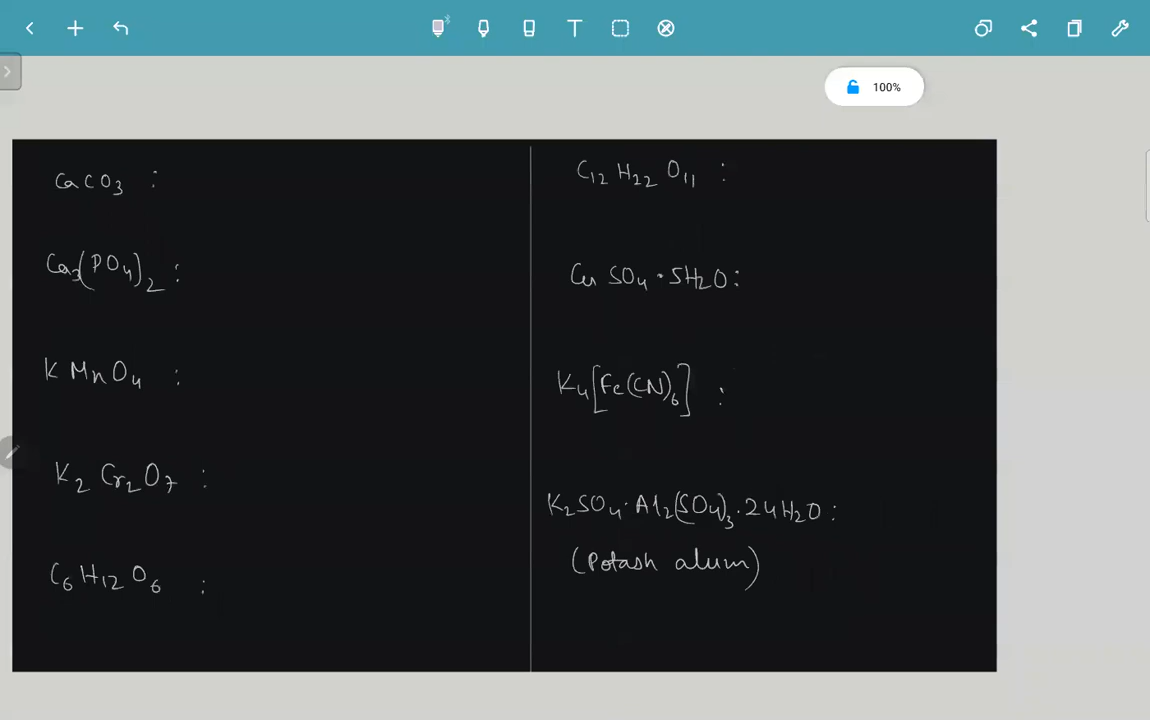 100%
CaCO3 :
Ca3(PO4)2 :
KMnO4 :
K2Cr2O7 :
C6H12O6 :
C12H22O11 :
CuSO4·5H2O:
K4[Fe(CN)6] :
K2SO4·Al2(SO4)3·24H2O:
(Potash alum)